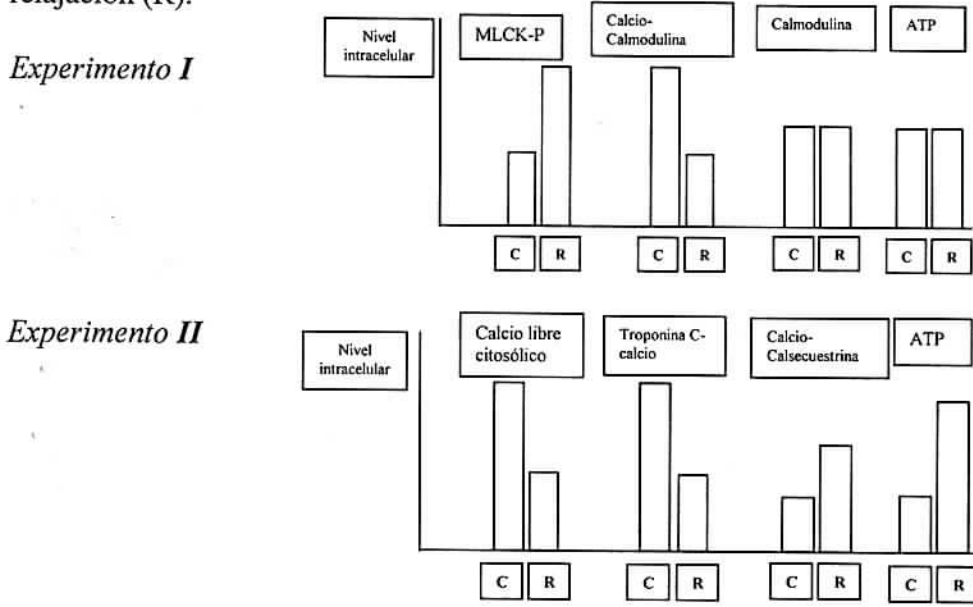 relajación (R).
Experimento I
Nivel
intracelular
MLCK-P
Calcio-
Calmodulina
Calmodulina
ATP
C R C R C R C R
Experimento II
Nivel
intracelular
Calcio libre
citosólico
Troponina C-
calcio
Calcio-
Calsecuestrina
ATP
C R C R C R C R